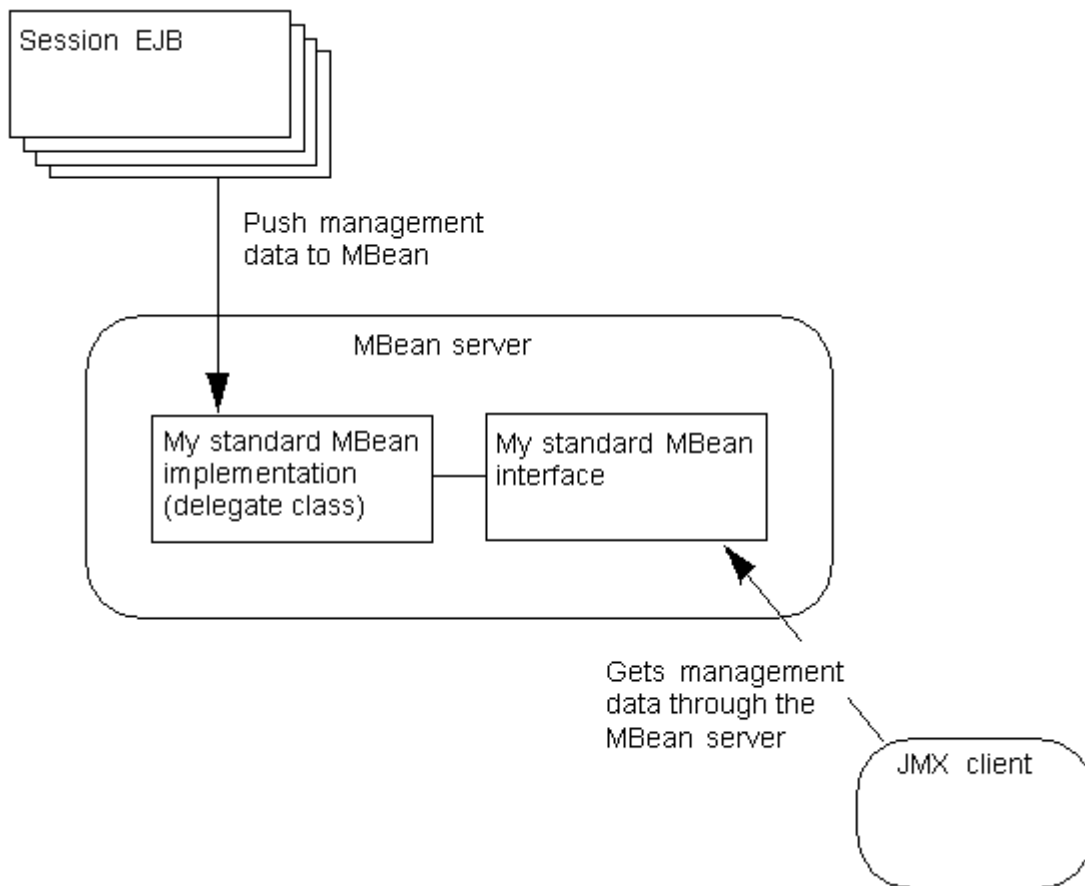 Session EJB
Push management
data to MBean
MBean server
My standard MBean
implementation
(delegate class)
My standard MBean
interface
Gets management
data through the
MBean server
JMX client